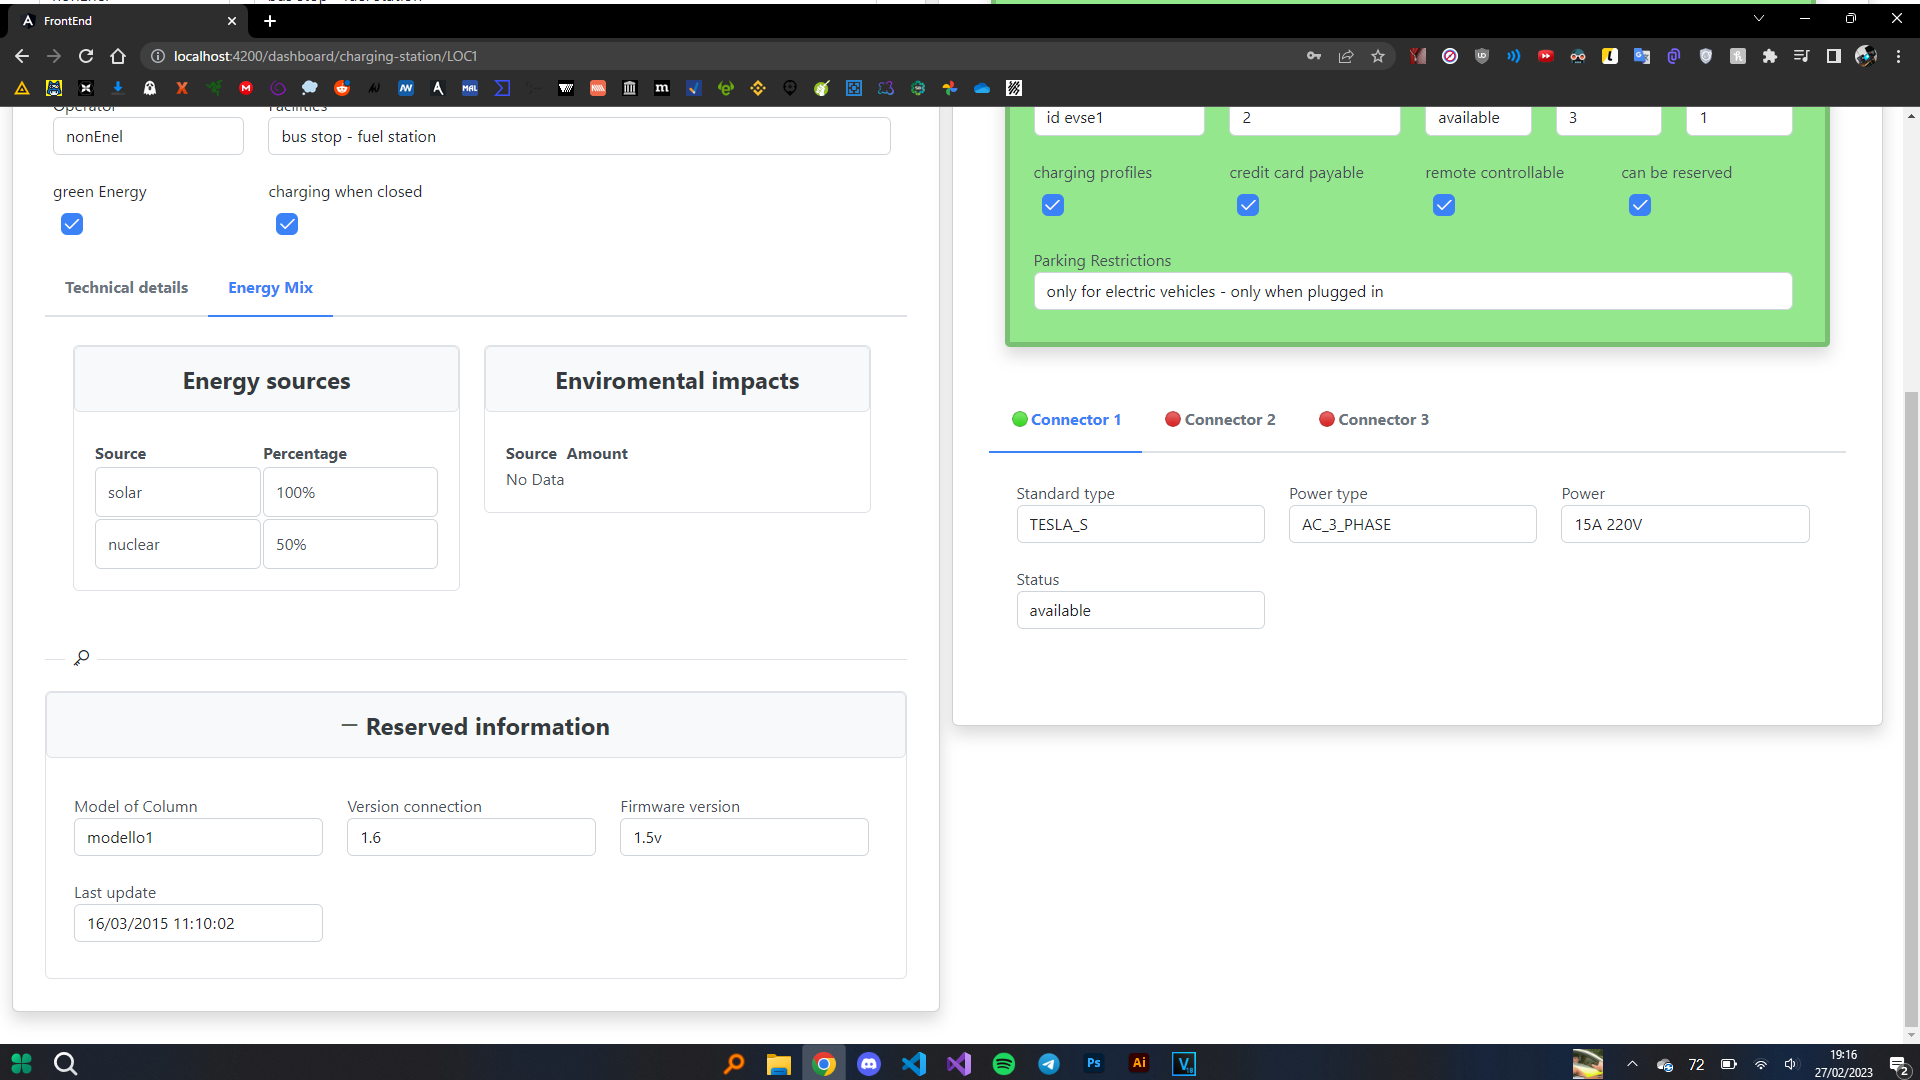 FrontEnd
localhost:4200/dashboard/charging-station/LOC1
Operator
Facilities
nonEnel
bus stop - fuel station
green Energy
charging when closed
Technical details
Energy Mix
Energy sources
Source Percentage
solar 100%
nuclear 50%
Enviromental impacts
Source Amount
No Data
Reserved information
Model of Column
Version connection
Firmware version
modello1
1.6
1.5v
Last update
16/03/2015 11:10:02
id evse1
2
available
3
1
charging profiles
credit card payable
remote controllable
can be reserved
Parking Restrictions
only for electric vehicles - only when plugged in
Connector 1
Connector 2
Connector 3
Standard type
Power type
Power
TESLA_S
AC_3_PHASE
15A 220V
Status
available
Ps
Ai
72
19:16
27/02/2023
2